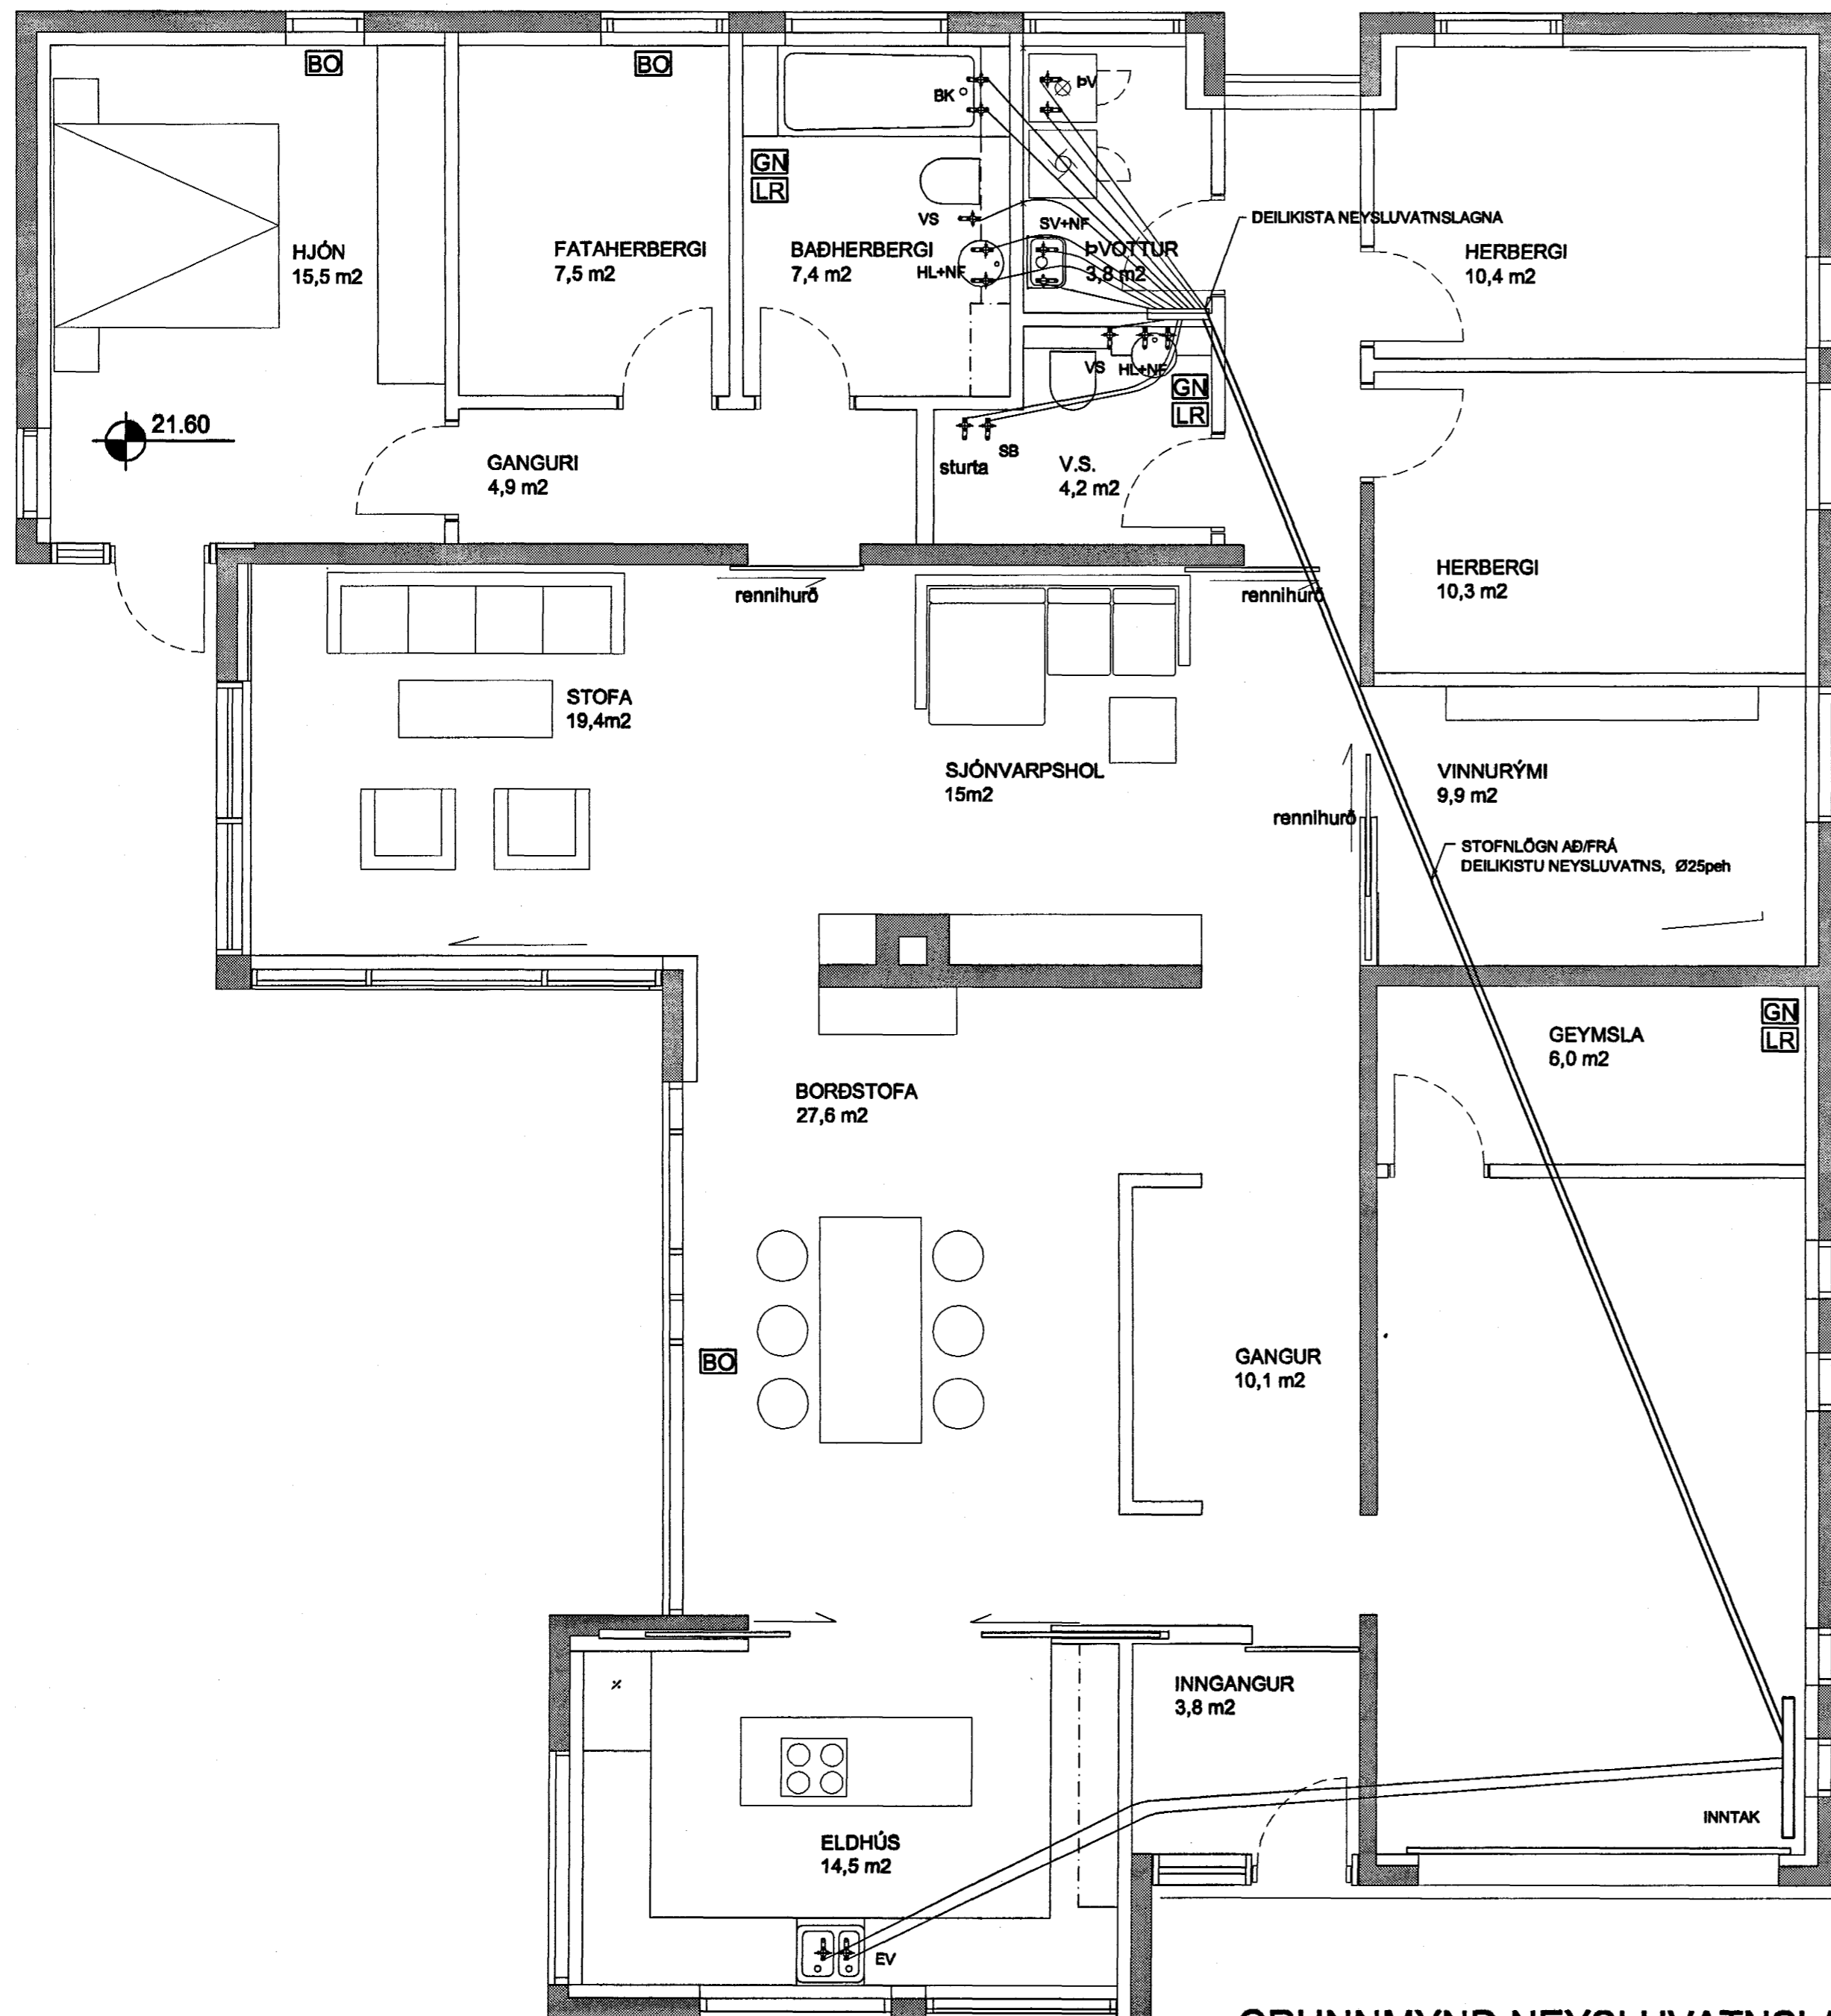 BO
BO
BK
ÞV
GN
LR
VS
SV+NF
DEILIKISTA NEYSLUVATNSLAGNA
HJÓN
15,5 m2
FATAHERBERGI
7,5 m2
BAÐHERBERGI
7,4 m2
HL+NF
ÞVOTTUR
3,8 m2
HERBERGI
10,4 m2
VS
HL+NF
GN
LR
21.60
GANGURI
4,9 m2
sturta
SB
V.S.
4,2 m2
rennihurð
rennihurð
HERBERGI
10,3 m2
STOFA
19,4m2
SJÓNVARPSHOL
15m2
VINNURÝMI
9,9 m2
rennihurð
STOFNLÖGN AÐ/FRÁ
DEILIKISTU NEYSLUVATNS, Ø25peh
GEYMSLA
6,0 m2
GN
LR
BORÐSTOFA
27,6 m2
BO
GANGUR
10,1 m2
INNGANGUR
3,8 m2
INNTAK
ELDHÚS
14,5 m2
EV